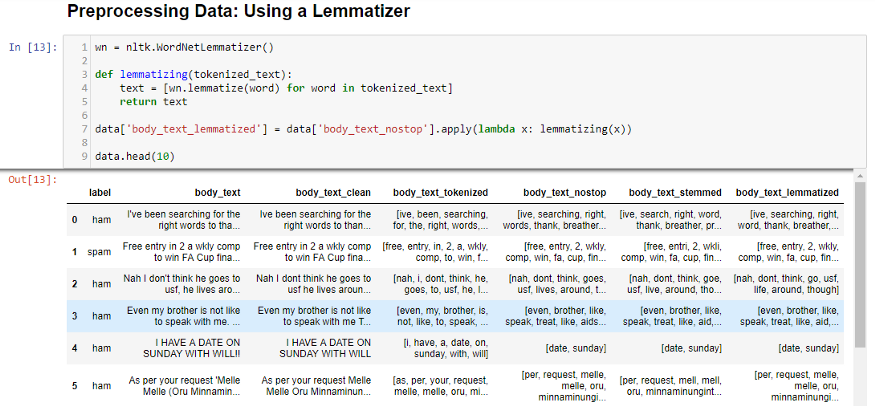 Preprocessing Data: Using a Lemmatizer
In [13]:
1 wn = nltk.WordNetLemmatizer()
2
3 def lemmatizing(tokenized_text):
4     text = [wn.lemmatize(word) for word in tokenized_text]
5     return text
6
7 data['body_text_lemmatized'] = data['body_text_nostop'].apply(lambda x: lemmatizing(x))
8
9 data.head(10)
Out[13]:
label body_text body_text_clean body_text_tokenized body_text_nostop body_text_stemmed body_text_lemmatized
I've been searching for the Ive been searching for the [ive, been, searching, [ive, searching, right, [ive, search, right, word, [ive, searching, right,
0 ham right words to than... right words to than... for, the, right, words,... words, thank, breather... thank, breather, pr... word, thank, breather,...
Free entry in 2 a wkly comp Free entry in 2 a wkly comp [free, entry, in, 2, a, wkly, [free, entry, 2, wkly, [free, entri, 2, wkli, [free, entry, 2, wkly,
1 spam to win FA Cup fina... to win FA Cup fina... comp, to, win, f... comp, win, fa, cup, fin... comp, win, fa, cup, fin... comp, win, fa, cup, fin...
Nah I don't think he goes to Nah I dont think he goes to [nah, i, dont, think, he, [nah, dont, think, goes, [nah, dont, think, goe, [nah, dont, think, go, usf,
2 ham usf, he lives aro... usf he lives aroun... goes, to, usf, he, l... usf, lives, around, t... usf, live, around, tho... life, around, though]
Even my brother is not like Even my brother is not like [even, my, brother, is, [even, brother, like, [even, brother, like, [even, brother, like,
3 ham to speak with me. ... to speak with me T... not, like, to, speak, ... speak, treat, like, aids... speak, treat, like, aid,... speak, treat, like, aid,...
I HAVE A DATE ON I HAVE A DATE ON [i, have, a, date, on,
4 ham SUNDAY WITH WILL!! SUNDAY WITH WILL sunday, with, will] [date, sunday] [date, sunday] [date, sunday]
As per your request 'Melle As per your request Melle [as, per, your, request, [per, request, melle, [per, request, mell, mell, [per, request, melle,
5 ham Melle (Oru Minnamin... Melle Oru Minnaminun... melle, melle, oru, mi... melle, oru, oru, minnaminungint... melle, oru,
minnaminungi... minnaminungi...